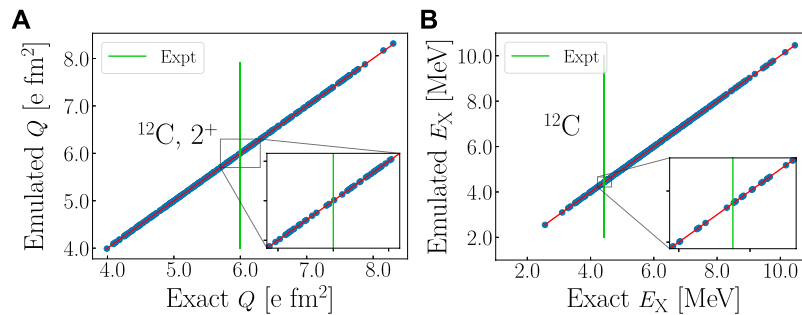 A
Emulated Q [e fm²]
8.0
7.0
6.0
5.0
4.0
Expt
¹²C, 2⁺
4.0 5.0 6.0 7.0 8.0
Exact Q [e fm²]
B
Emulated E_X [MeV]
10.0
8.0
6.0
4.0
2.0
Expt
¹²C
2.0 4.0 6.0 8.0 10.0
Exact E_X [MeV]